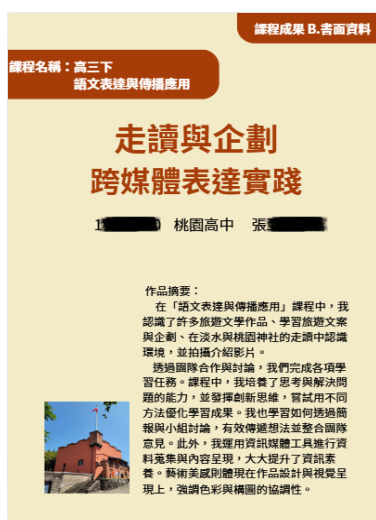 課程成果 B.書面資料
課程名稱：高三下
語文表達與傳播應用
走讀與企劃
跨媒體表達實踐
桃園高中 張
作品摘要：
在「語文表達與傳播應用」課程中，我
認識了許多旅遊文學作品、學習旅遊文案
與企劃、在淡水與桃園神社的走讀中認識
環境，並拍攝介紹影片。
透過團隊合作與討論，我們完成各項學
習任務。課程中，我培養了思考與解決問
題的能力，並發揮創新思維，嘗試用不同
方法優化學習成果。我也學習如何透過簡
報與小組討論，有效傳遞想法並整合團隊
意見。此外，我運用資訊媒體工具進行資
料蒐集與內容呈現，大大提升了資訊素
養。藝術美感則體現在作品設計與視覺呈
現上，強調色彩與構圖的協調性。